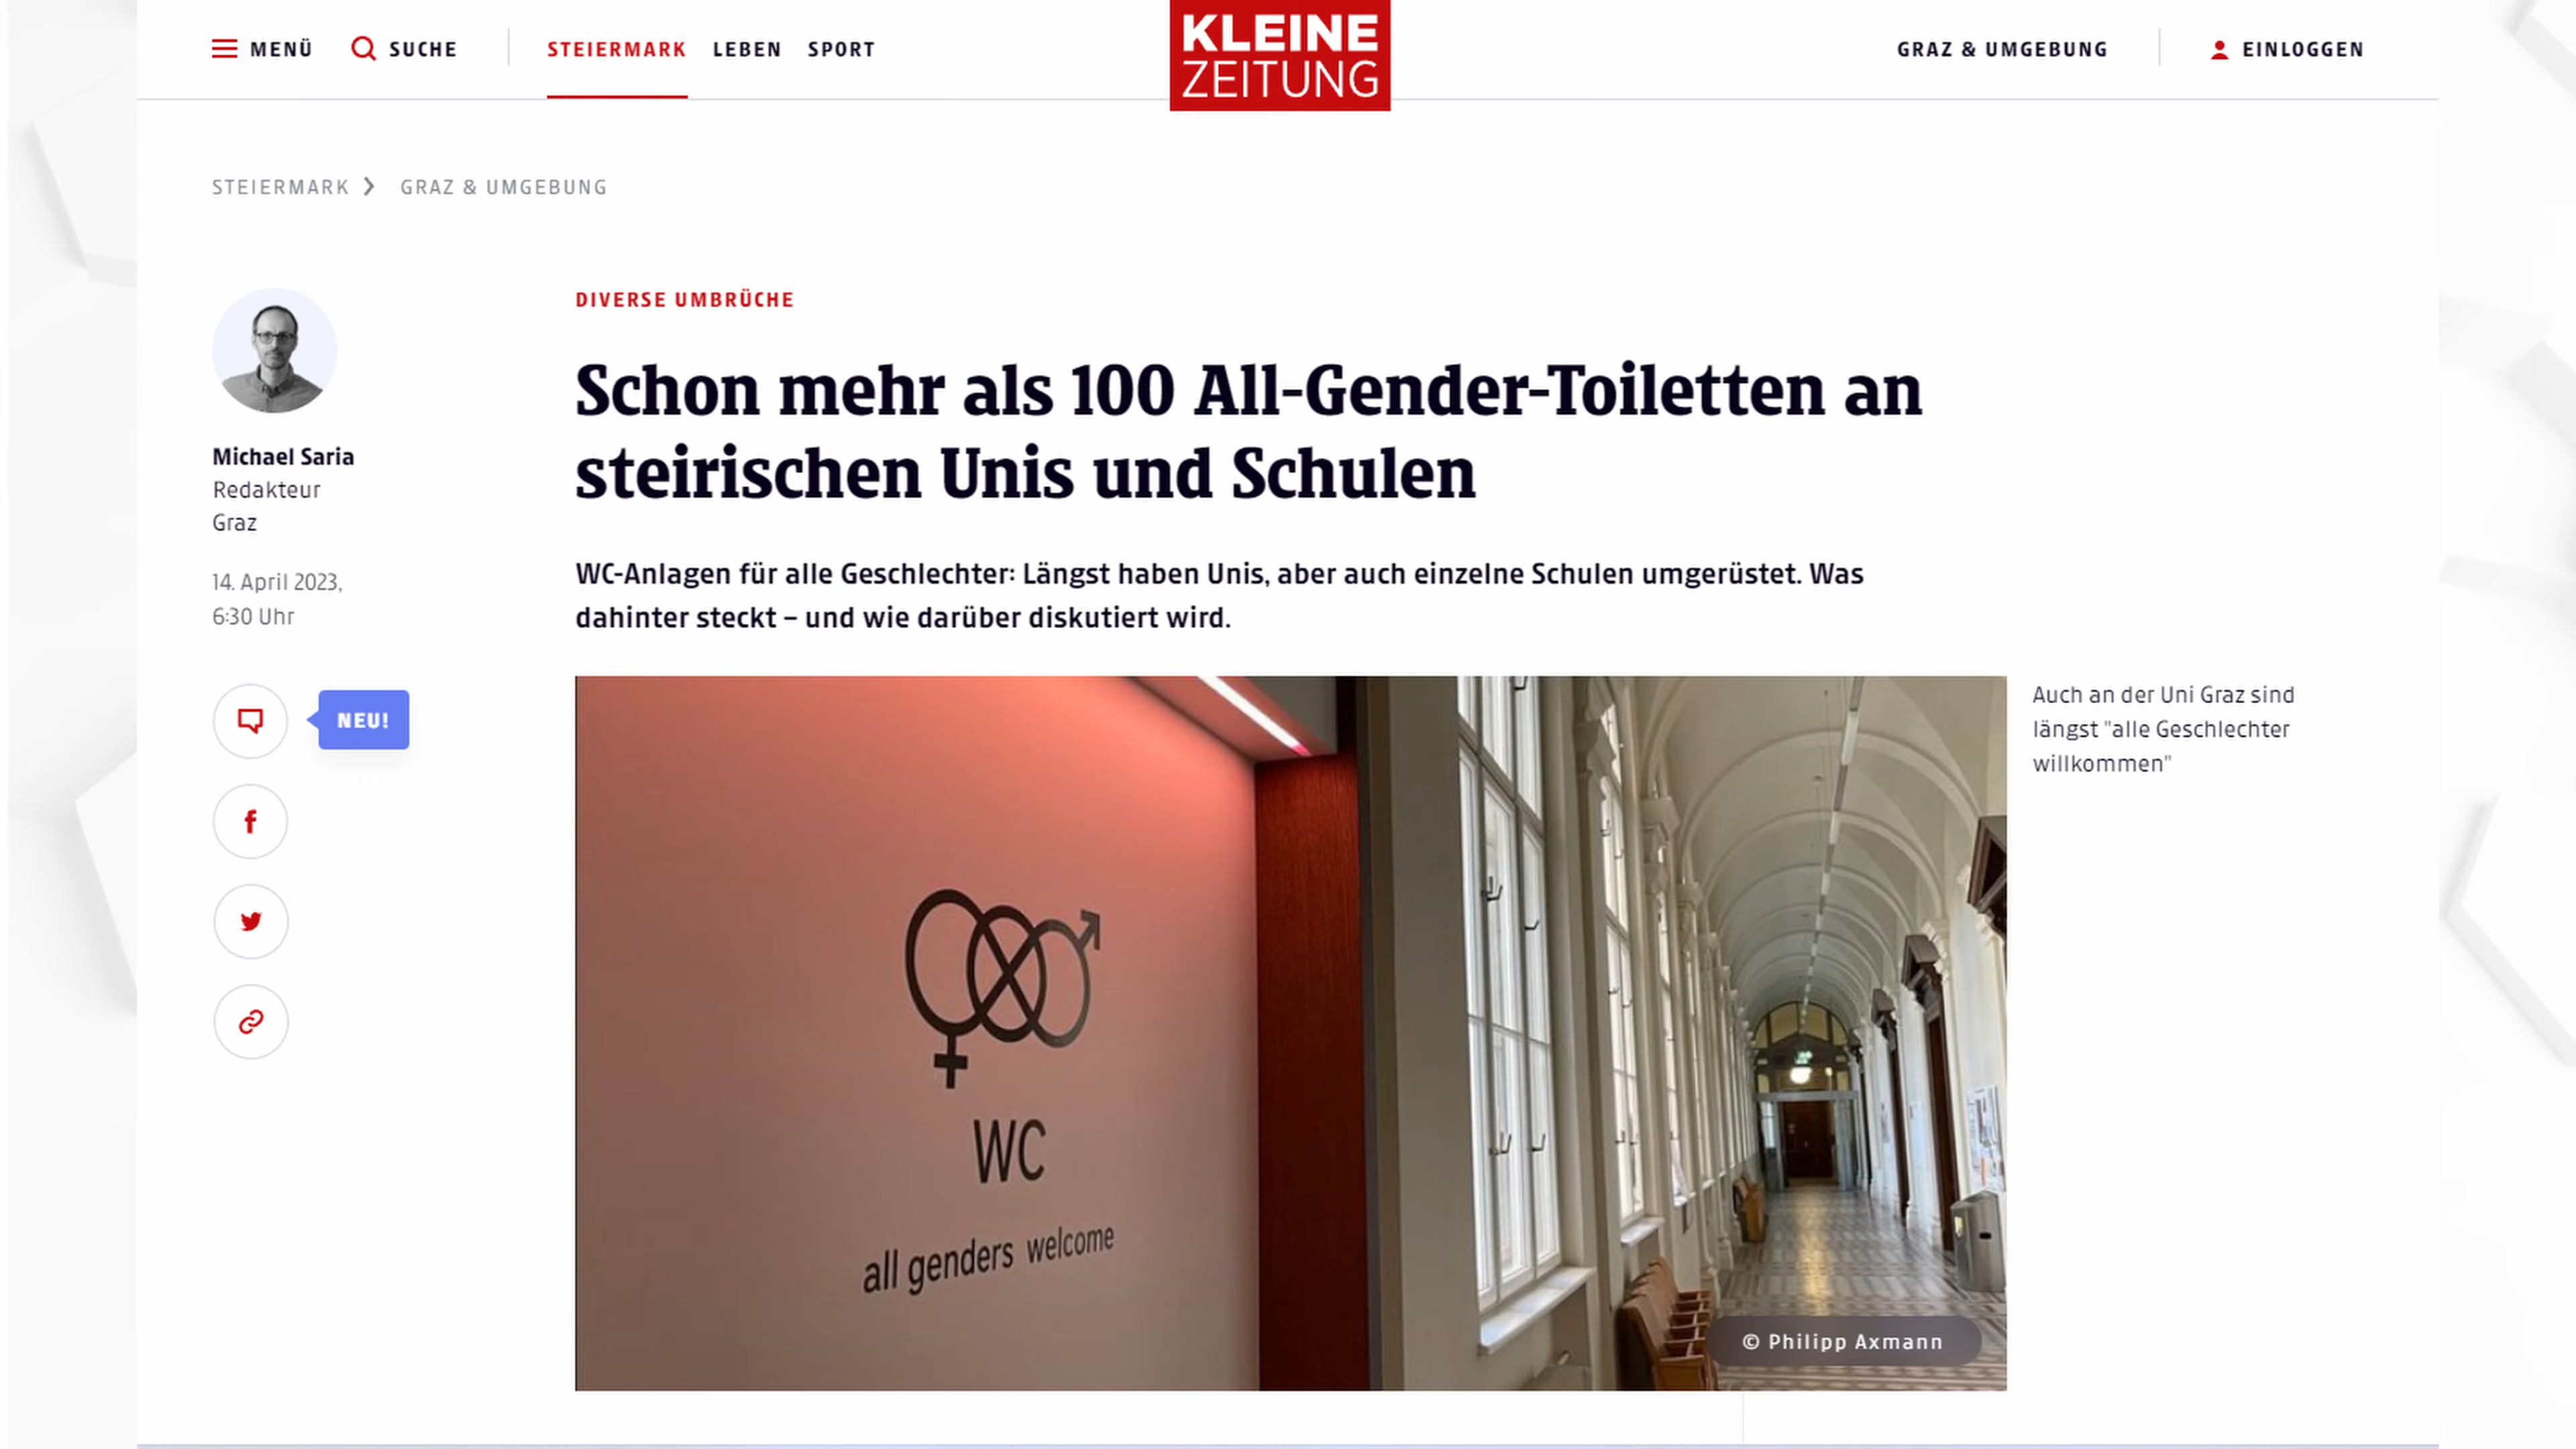 MENÜ
SUCHE
STEIERMARK
LEBEN
SPORT
KLEINE
ZEITUNG
GRAZ & UMGEBUNG
EINLOGGEN
STEIERMARK
GRAZ & UMGEBUNG
Michael Saria
Redakteur
Graz
14. April 2023,
6:30 Uhr
NEU!
DIVERSE UMBRÜCHE
Schon mehr als 100 All-Gender-Toiletten an
steirischen Unis und Schulen
WC-Anlagen für alle Geschlechter: Längst haben Unis, aber auch einzelne Schulen umgerüstet. Was
dahinter steckt – und wie darüber diskutiert wird.
WC
all genders welcome
© Philipp Axmann
Auch an der Uni Graz sind
längst "alle Geschlechter
willkommen"